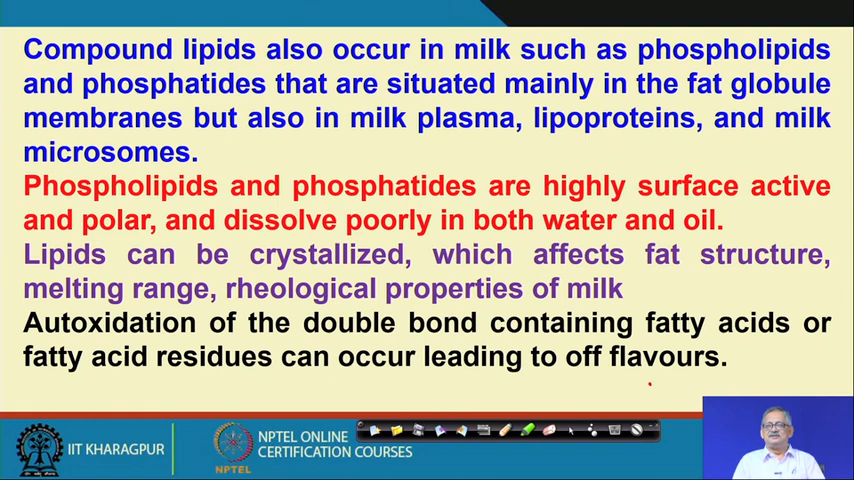 Compound lipids also occur in milk such as phospholipids
and phosphatides that are situated mainly in the fat globule
membranes but also in milk plasma, lipoproteins, and milk
microsomes.
Phospholipids and phosphatides are highly surface active
and polar, and dissolve poorly in both water and oil.
Lipids can be crystallized, which affects fat structure,
melting range, rheological properties of milk
Autoxidation of the double bond containing fatty acids or
fatty acid residues can occur leading to off flavours.
IIT KHARAGPUR
NPTEL
NPTEL ONLINE
CERTIFICATION COURSES